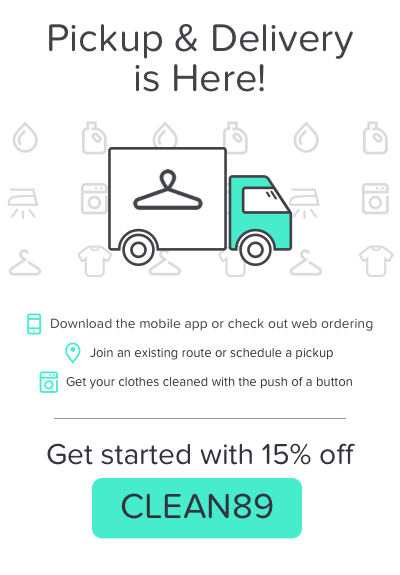 Pickup & Delivery
is Here!
Download the mobile app or check out web ordering
Join an existing route or schedule a pickup
Get your clothes cleaned with the push of a button
Get started with 15% off
CLEAN89